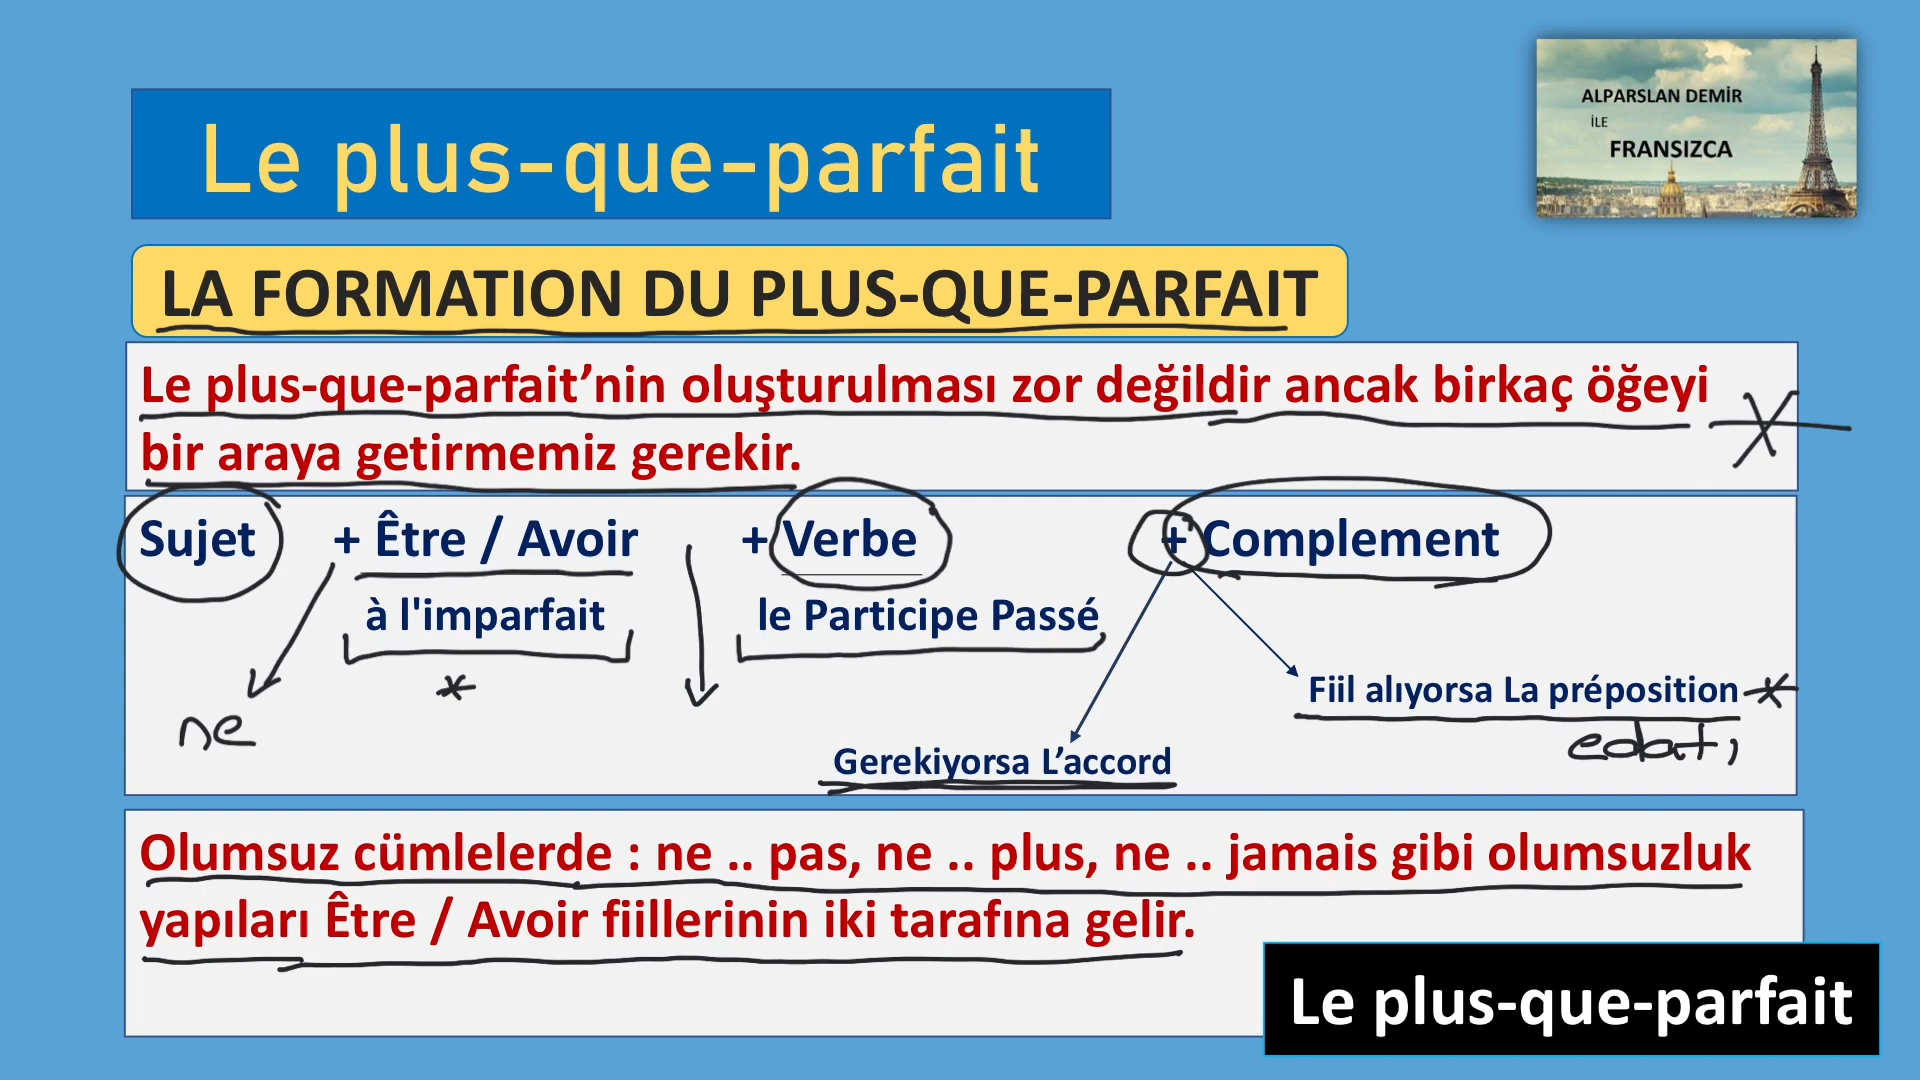 ALPARSLAN DEMİR
İLE
FRANSIZCA
Le plus-que-parfait
LA FORMATION DU PLUS-QUE-PARFAIT
Le plus-que-parfait’nin oluşturulması zor değildir ancak birkaç öğeyi
bir araya getirmemiz gerekir.
Sujet + Être / Avoir + Verbe + Complement
à l'imparfait le Participe Passé
Fiil alıyorsa La préposition
ne edatı
Gerekiyorsa L’accord
Olumsuz cümlelerde : ne .. pas, ne .. plus, ne .. jamais gibi olumsuzluk
yapıları Être / Avoir fiillerinin iki tarafına gelir.
Le plus-que-parfait